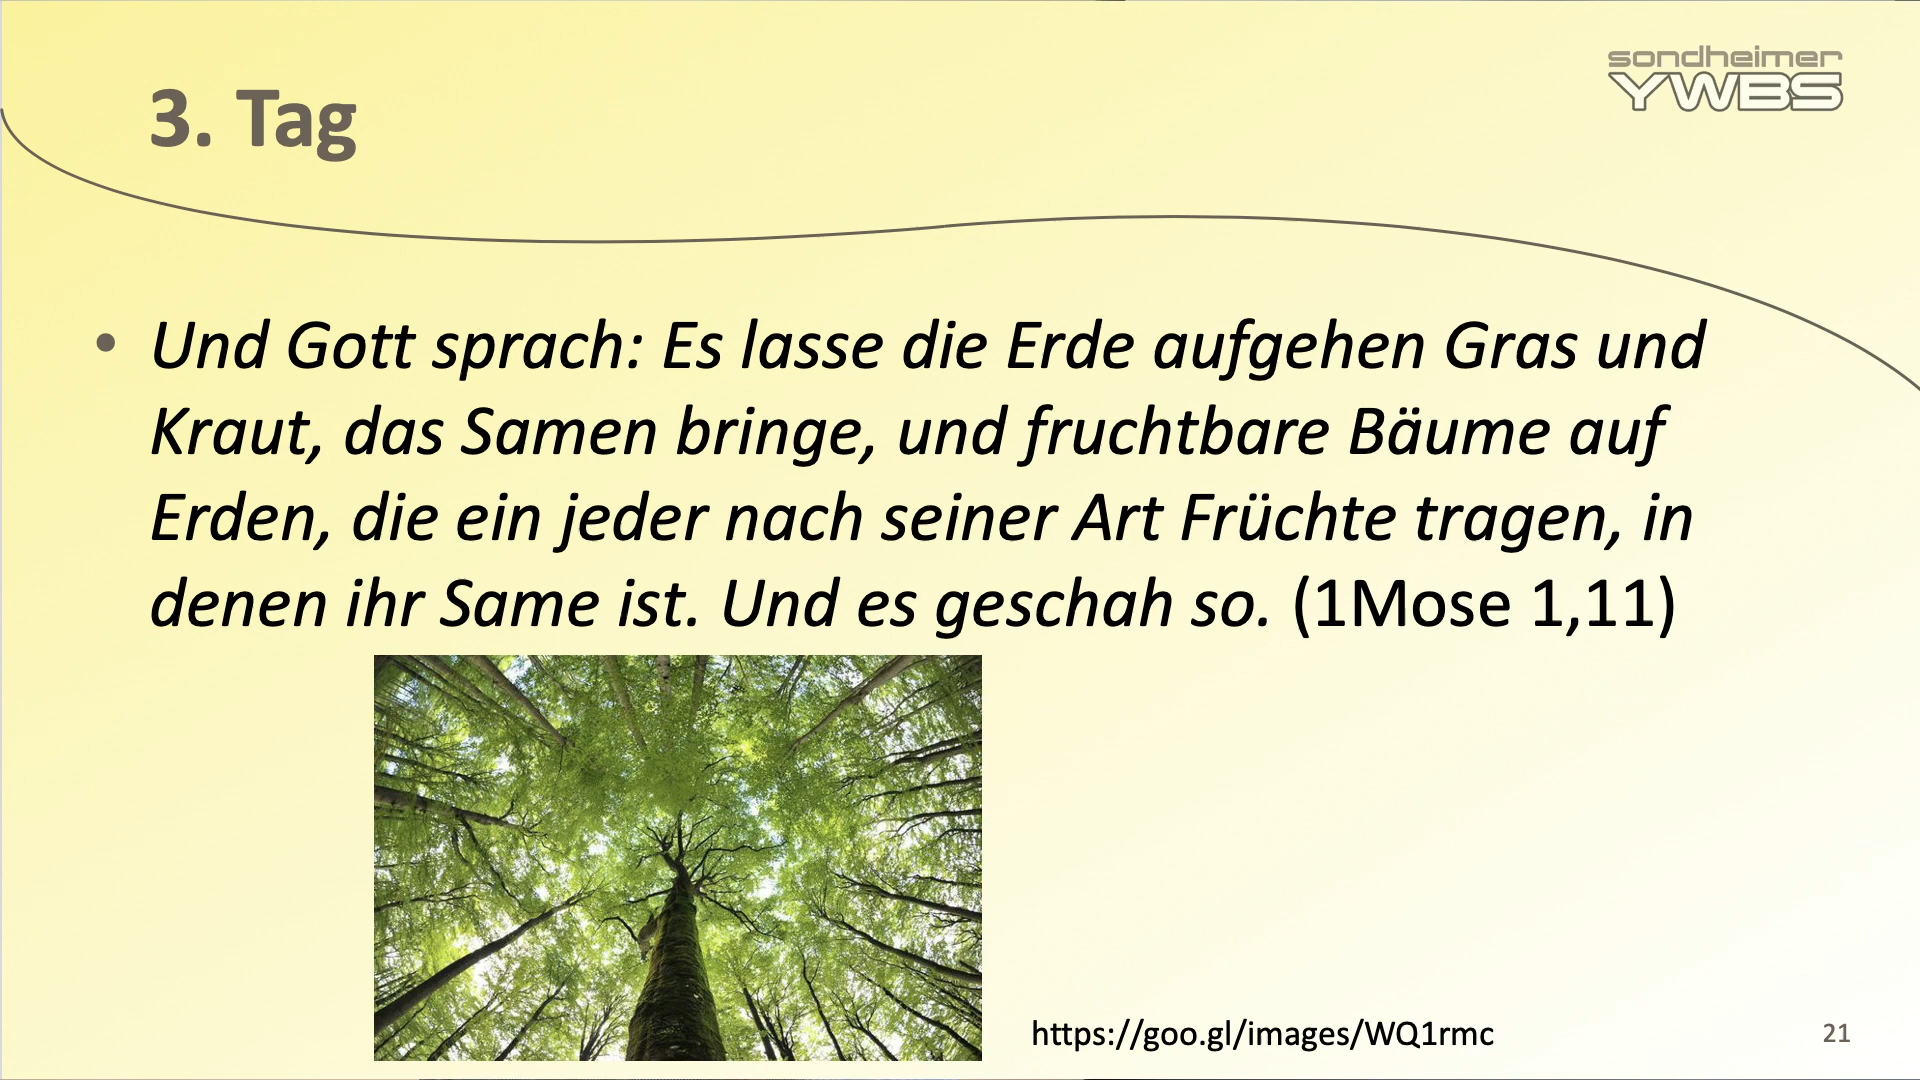 sondheimer
YWBS
3. Tag
• Und Gott sprach: Es lasse die Erde aufgehen Gras und
Kraut, das Samen bringe, und fruchtbare Bäume auf
Erden, die ein jeder nach seiner Art Früchte tragen, in
denen ihr Same ist. Und es geschah so. (1Mose 1,11)
https://goo.gl/images/WQ1rmc
21